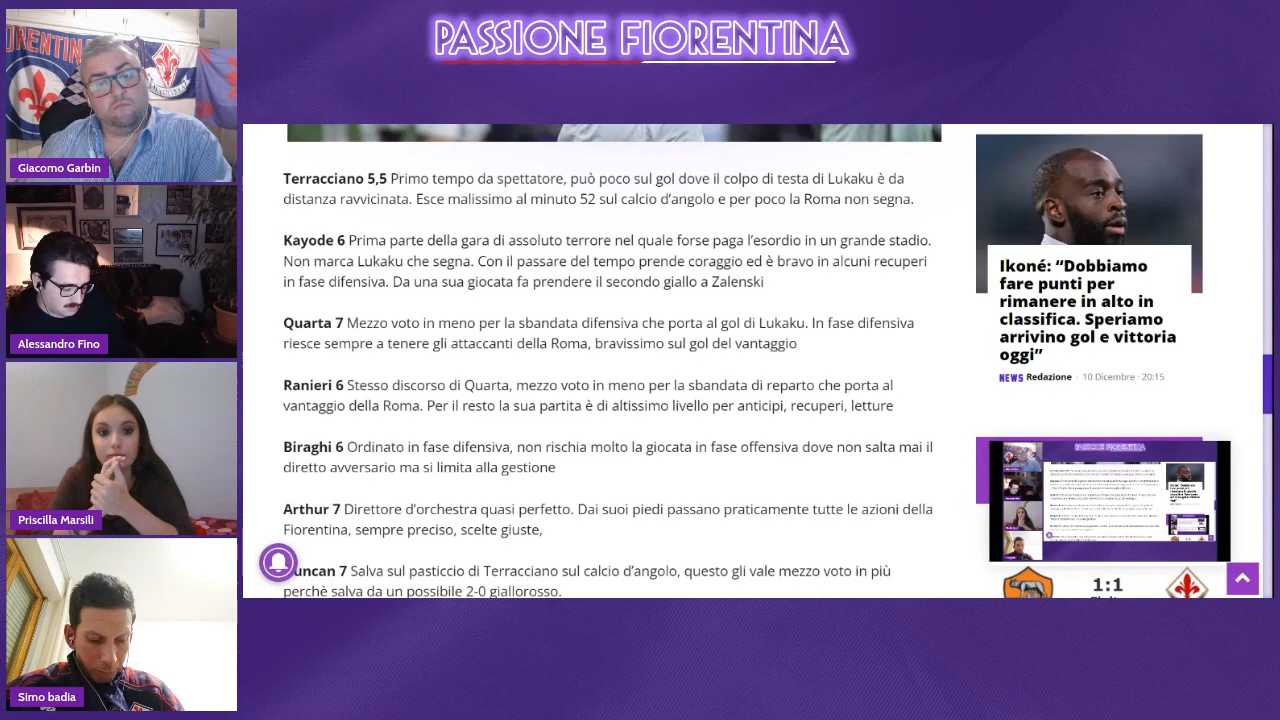 PASSIONE FIORENTINA
FIORENTINA
Giacomo Garbin
Alessandro Fino
Priscilla Marsili
Simo badia
Terracciano 5,5 Primo tempo da spettatore, può poco sul gol dove il colpo di testa di Lukaku è da
distanza ravvicinata. Esce malissimo al minuto 52 sul calcio d'angolo e per poco la Roma non segna.
Kayode 6 Prima parte della gara di assoluto terrore nel quale forse paga l'esordio in un grande stadio.
Non marca Lukaku che segna. Con il passare del tempo prende coraggio ed è bravo in alcuni recuperi
in fase difensiva. Da una sua giocata fa prendere il secondo giallo a Zalenski
Quarta 7 Mezzo voto in meno per la sbandata difensiva che porta al gol di Lukaku. In fase difensiva
riesce sempre a tenere gli attaccanti della Roma, bravissimo sul gol del vantaggio
Ranieri 6 Stesso discorso di Quarta, mezzo voto in meno per la sbandata di reparto che porta al
vantaggio della Roma. Per il resto la sua partita è di altissimo livello per anticipi, recuperi, letture
Biraghi 6 Ordinato in fase difensiva, non rischia molto la giocata in fase offensiva dove non salta mai il
diretto avversario ma si limita alla gestione
Arthur 7 Dai suoi piedi passano praticamente tutte le azioni della
Fiorentina, è sempre preciso, scelte giuste,
uncan 7 Salva sul pasticcio di Terracciano sul calcio d'angolo, questo gli vale mezzo voto in più
perchè salva da un possibile 2-0 giallorosso.
Ikoné: “Dobbiamo
fare punti per
rimanere in alto in
classifica. Speriamo
arrivino gol e vittoria
oggi”
NEWS Redazione - 10 Dicembre · 20:15
PASSIONE FIORENTINA
1:1